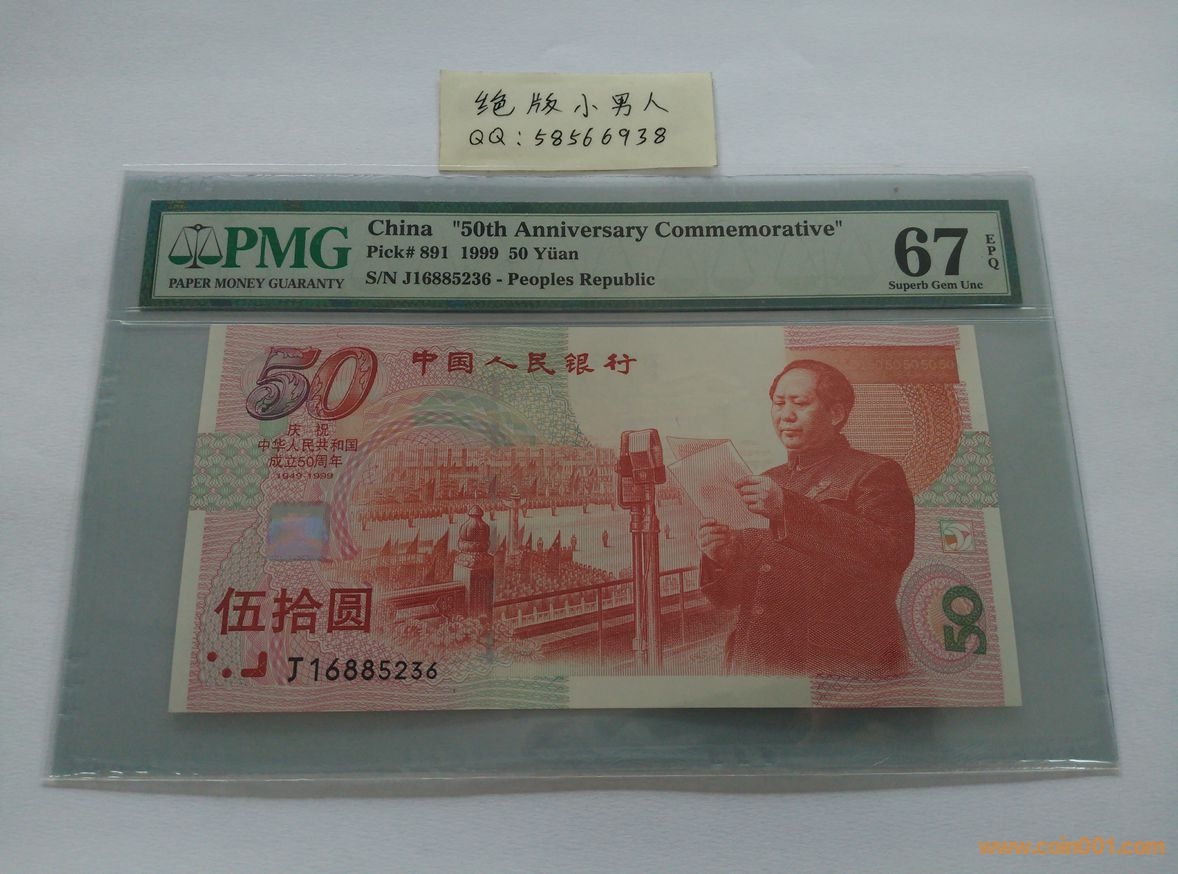 绝版小男人
QQ:58566938
PMG
PAPER MONEY GUARANTY
China "50th Anniversary Commemorative"
Pick# 891 1999 50 Yüan
S/N J16885236 - Peoples Republic
67
EPQ
Superb Gem Unc
50
中国人民银行
庆祝
中华人民共和国
成立50周年
1949-1999
伍拾圆
J16885236
50
www.coin001.com